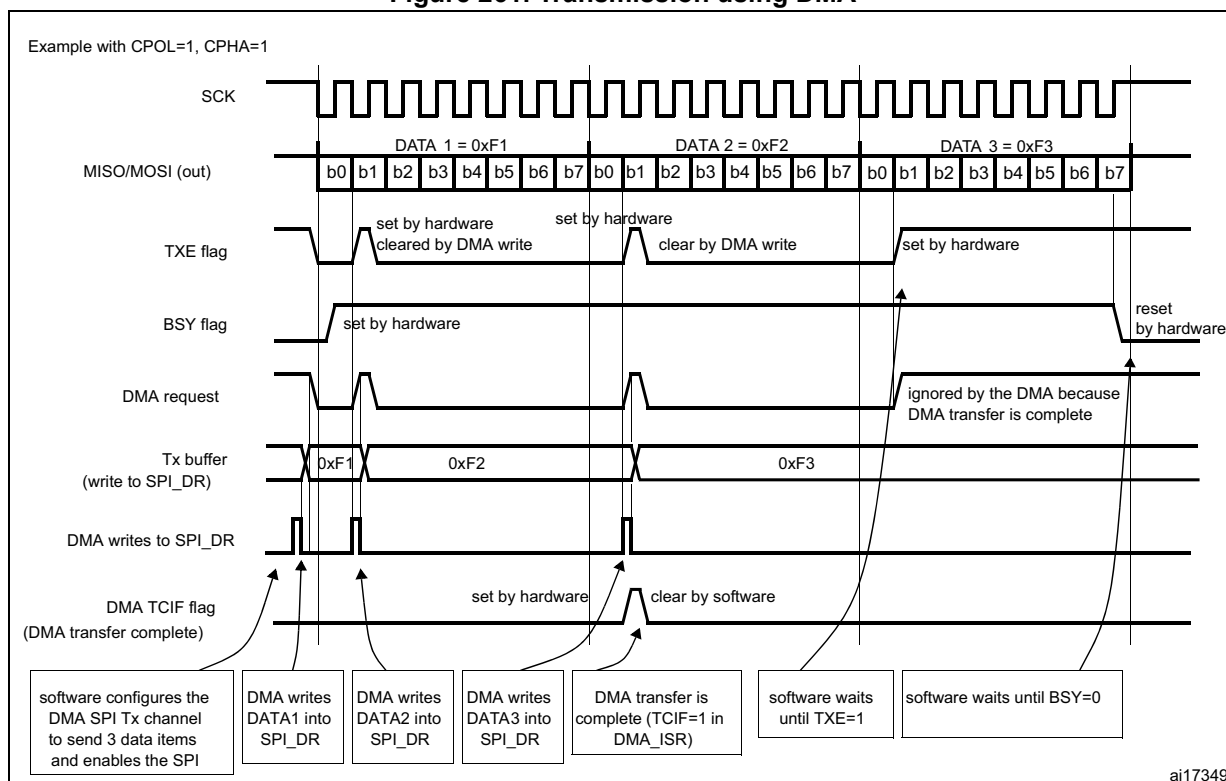 Example with CPOL=1, CPHA=1
SCK
DATA 1 = 0xF1
DATA 2 = 0xF2
DATA 3 = 0xF3
MISO/MOSI (out)
b0 b1 b2 b3 b4 b5 b6 b7 b0 b1 b2 b3 b4 b5 b6 b7 b0 b1 b2 b3 b4 b5 b6 b7
TXE flag
set by hardware
cleared by DMA write
set by hardware
clear by DMA write
set by hardware
BSY flag
set by hardware
reset
by hardware
DMA request
ignored by the DMA because
DMA transfer is complete
Tx buffer
(write to SPI_DR)
0xF1
0xF2
0xF3
DMA writes to SPI_DR
DMA TCIF flag
(DMA transfer complete)
set by hardware
clear by software
software configures the
DMA SPI Tx channel
to send 3 data items
and enables the SPI
DMA writes
DATA1 into
SPI_DR
DMA writes
DATA2 into
SPI_DR
DMA writes
DATA3 into
SPI_DR
DMA transfer is
complete (TCIF=1 in
DMA_ISR)
software waits
until TXE=1
software waits until BSY=0
ai17349